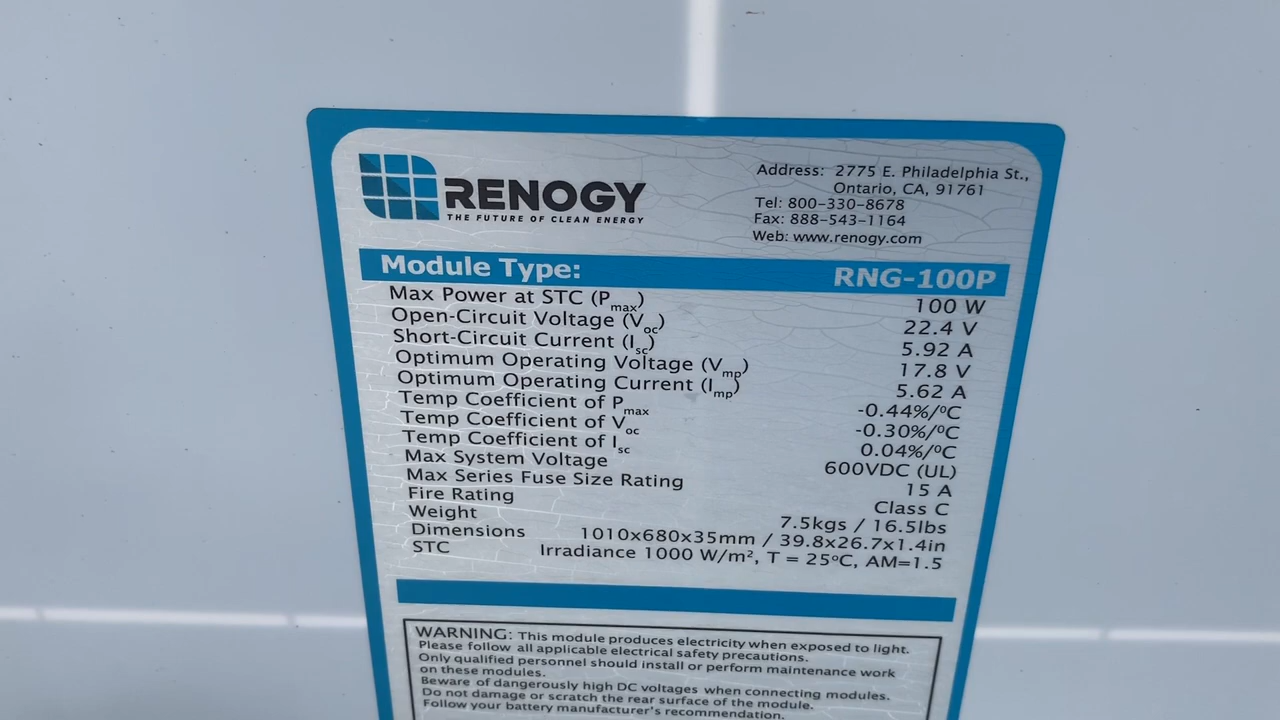 RENOGY
THE FUTURE OF CLEAN ENERGY
Address: 2775 E. Philadelphia St.,
Ontario, CA, 91761
Tel: 800-330-8678
Fax: 888-543-1164
Web: www.renogy.com
Module Type: RNG-100P
Max Power at STC (Pmax) 100 W
Open-Circuit Voltage (Voc) 22.4 V
Short-Circuit Current (Isc) 5.92 A
Optimum Operating Voltage (Vmp) 17.8 V
Optimum Operating Current (Imp) 5.62 A
Temp Coefficient of Pmax -0.44%/ºC
Temp Coefficient of Voc -0.30%/ºC
Temp Coefficient of Isc 0.04%/ºC
Max System Voltage 600VDC (UL)
Max Series Fuse Size Rating 15 A
Fire Rating Class C
Weight 7.5kgs / 16.5lbs
Dimensions 1010x680x35mm / 39.8x26.7x1.4in
STC Irradiance 1000 W/m², T = 25ºC, AM=1.5
WARNING: This module produces electricity when exposed to light.
Please follow all applicable electrical safety precautions.
Only qualified personnel should install or perform maintenance work
on these modules.
Beware of dangerously high DC voltages when connecting modules.
Do not damage or scratch the rear surface of the module.
Follow your battery manufacturer's recommendation.